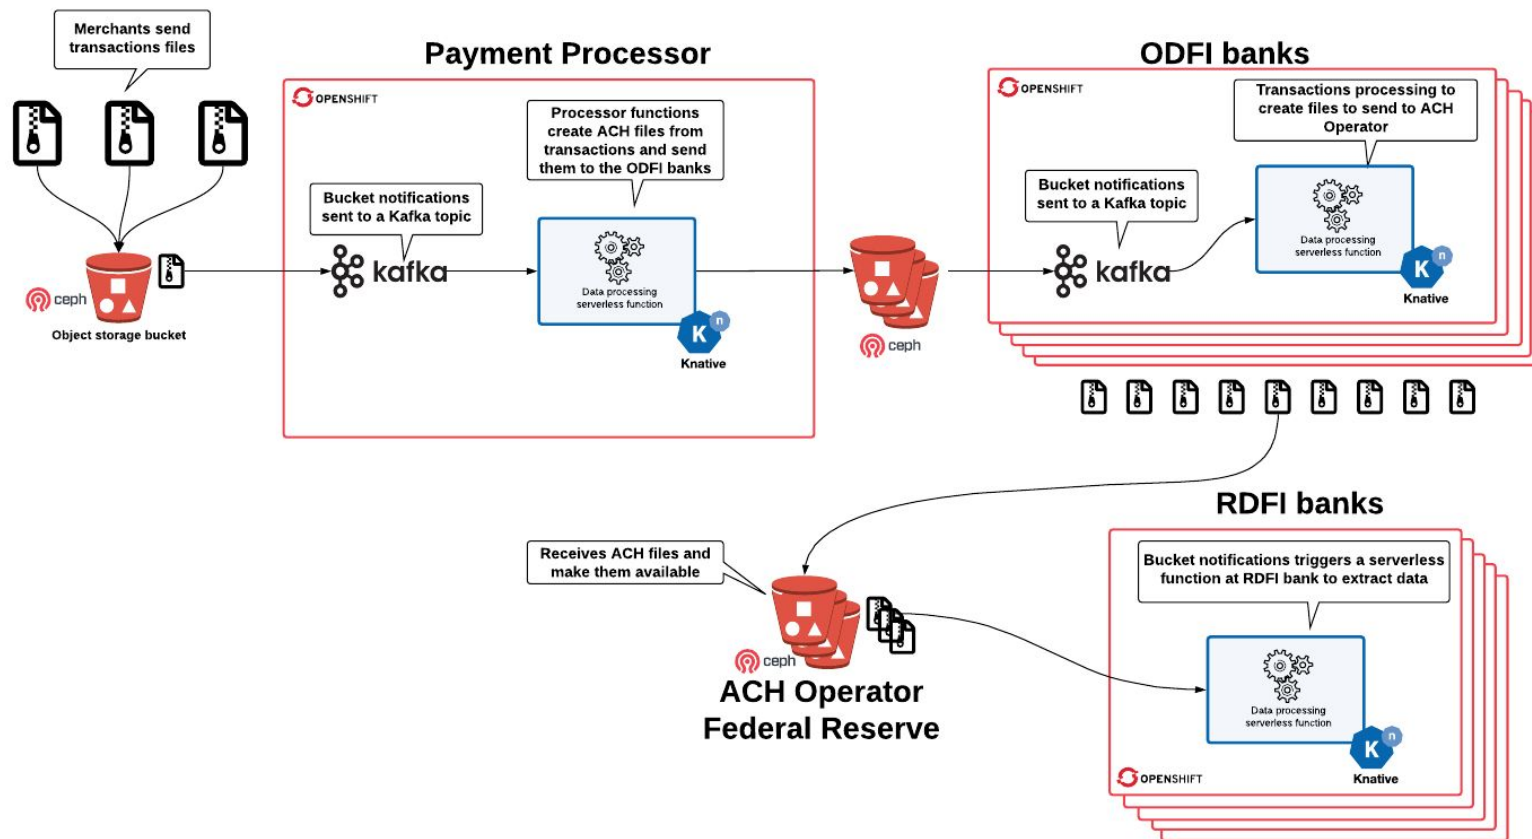 Merchants send
transactions files
Payment Processor
ODFI banks
OPENSHIFT
Processor functions
create ACH files from
transactions and send
them to the ODFI banks
Bucket notifications
sent to a Kafka topic
kafka
Data processing
serverless function
K
n
Knative
ceph
Object storage bucket
ceph
OPENSHIFT
Transactions processing to
create files to send to ACH
Operator
Bucket notifications
sent to a Kafka topic
kafka
Data processing
serverless function
K
n
Knative
RDFI banks
Receives ACH files and
make them available
ceph
ACH Operator
Federal Reserve
Bucket notifications triggers a serverless
function at RDFI bank to extract data
Data processing
serverless function
K
n
Knative
OPENSHIFT